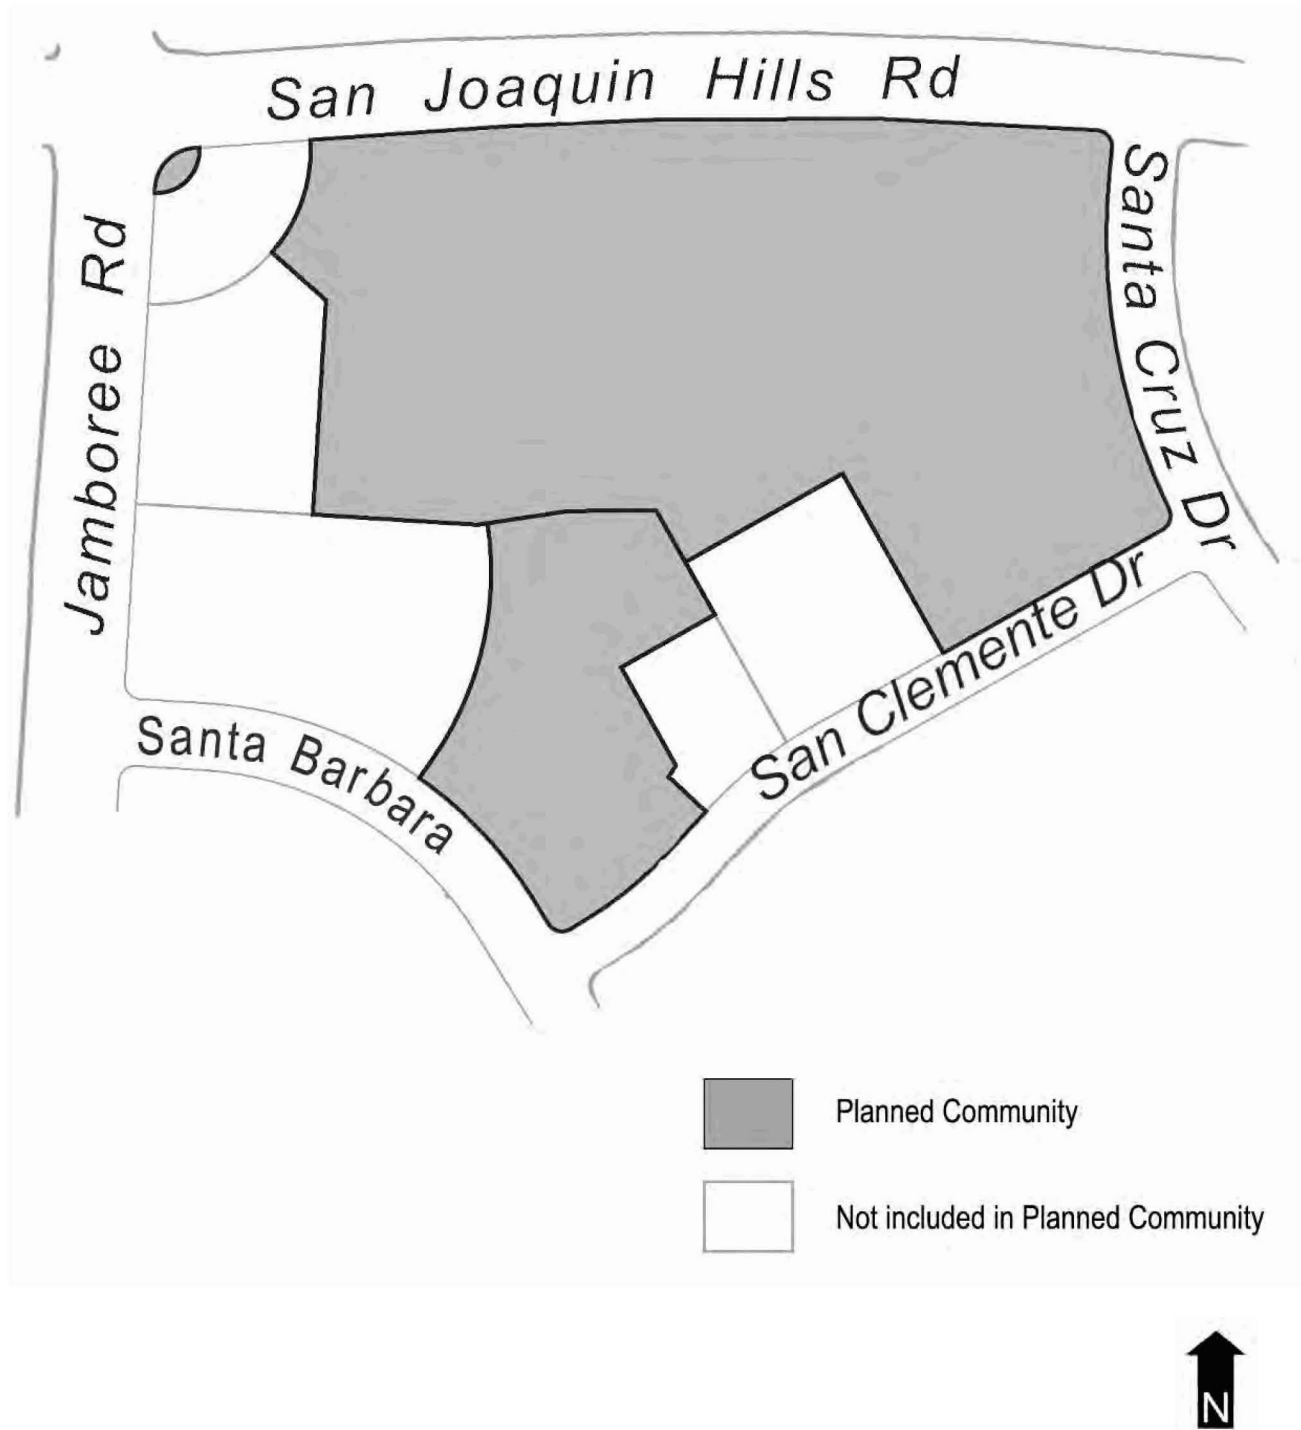 San Joaquin Hills Rd
Jamboree Rd
Santa Cruz Dr
San Clemente Dr
Santa Barbara
Planned Community
Not included in Planned Community
N